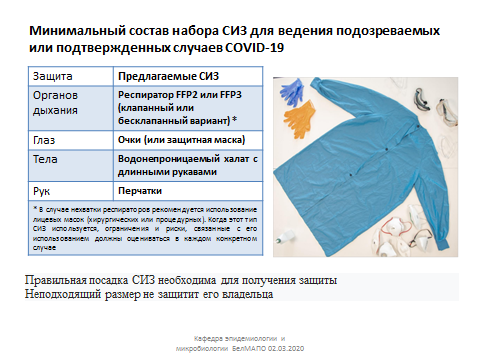 Минимальный состав набора СИЗ для ведения подозреваемых
или подтвержденных случаев COVID-19
Защита Предлагаемые СИЗ
Органов Респиратор FFP2 или FFP3
дыхания (клапанный или
бесклапанный вариант) *
Глаз Очки (или защитная маска)
Тела Водонепроницаемый халат с
длинными рукавами
Рук Перчатки
* В случае нехватки респираторов рекомендуется использование
лицевых масок (хирургических или процедурных). Когда этот тип
СИЗ используется, ограничения и риски, связанные с его
использованием должны оцениваться в каждом конкретном
случае
Правильная посадка СИЗ необходима для получения защиты
Неподходящий размер не защитит его владельца
Кафедра эпидемиологии и
микробиологии БелМАПО 02.03.2020